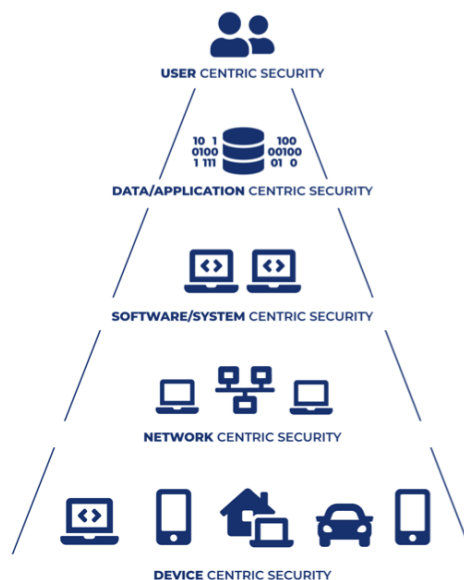 USER CENTRIC SECURITY
10 1 100
0100 00100
1 111 01 0
DATA/APPLICATION CENTRIC SECURITY
SOFTWARE/SYSTEM CENTRIC SECURITY
NETWORK CENTRIC SECURITY
DEVICE CENTRIC SECURITY